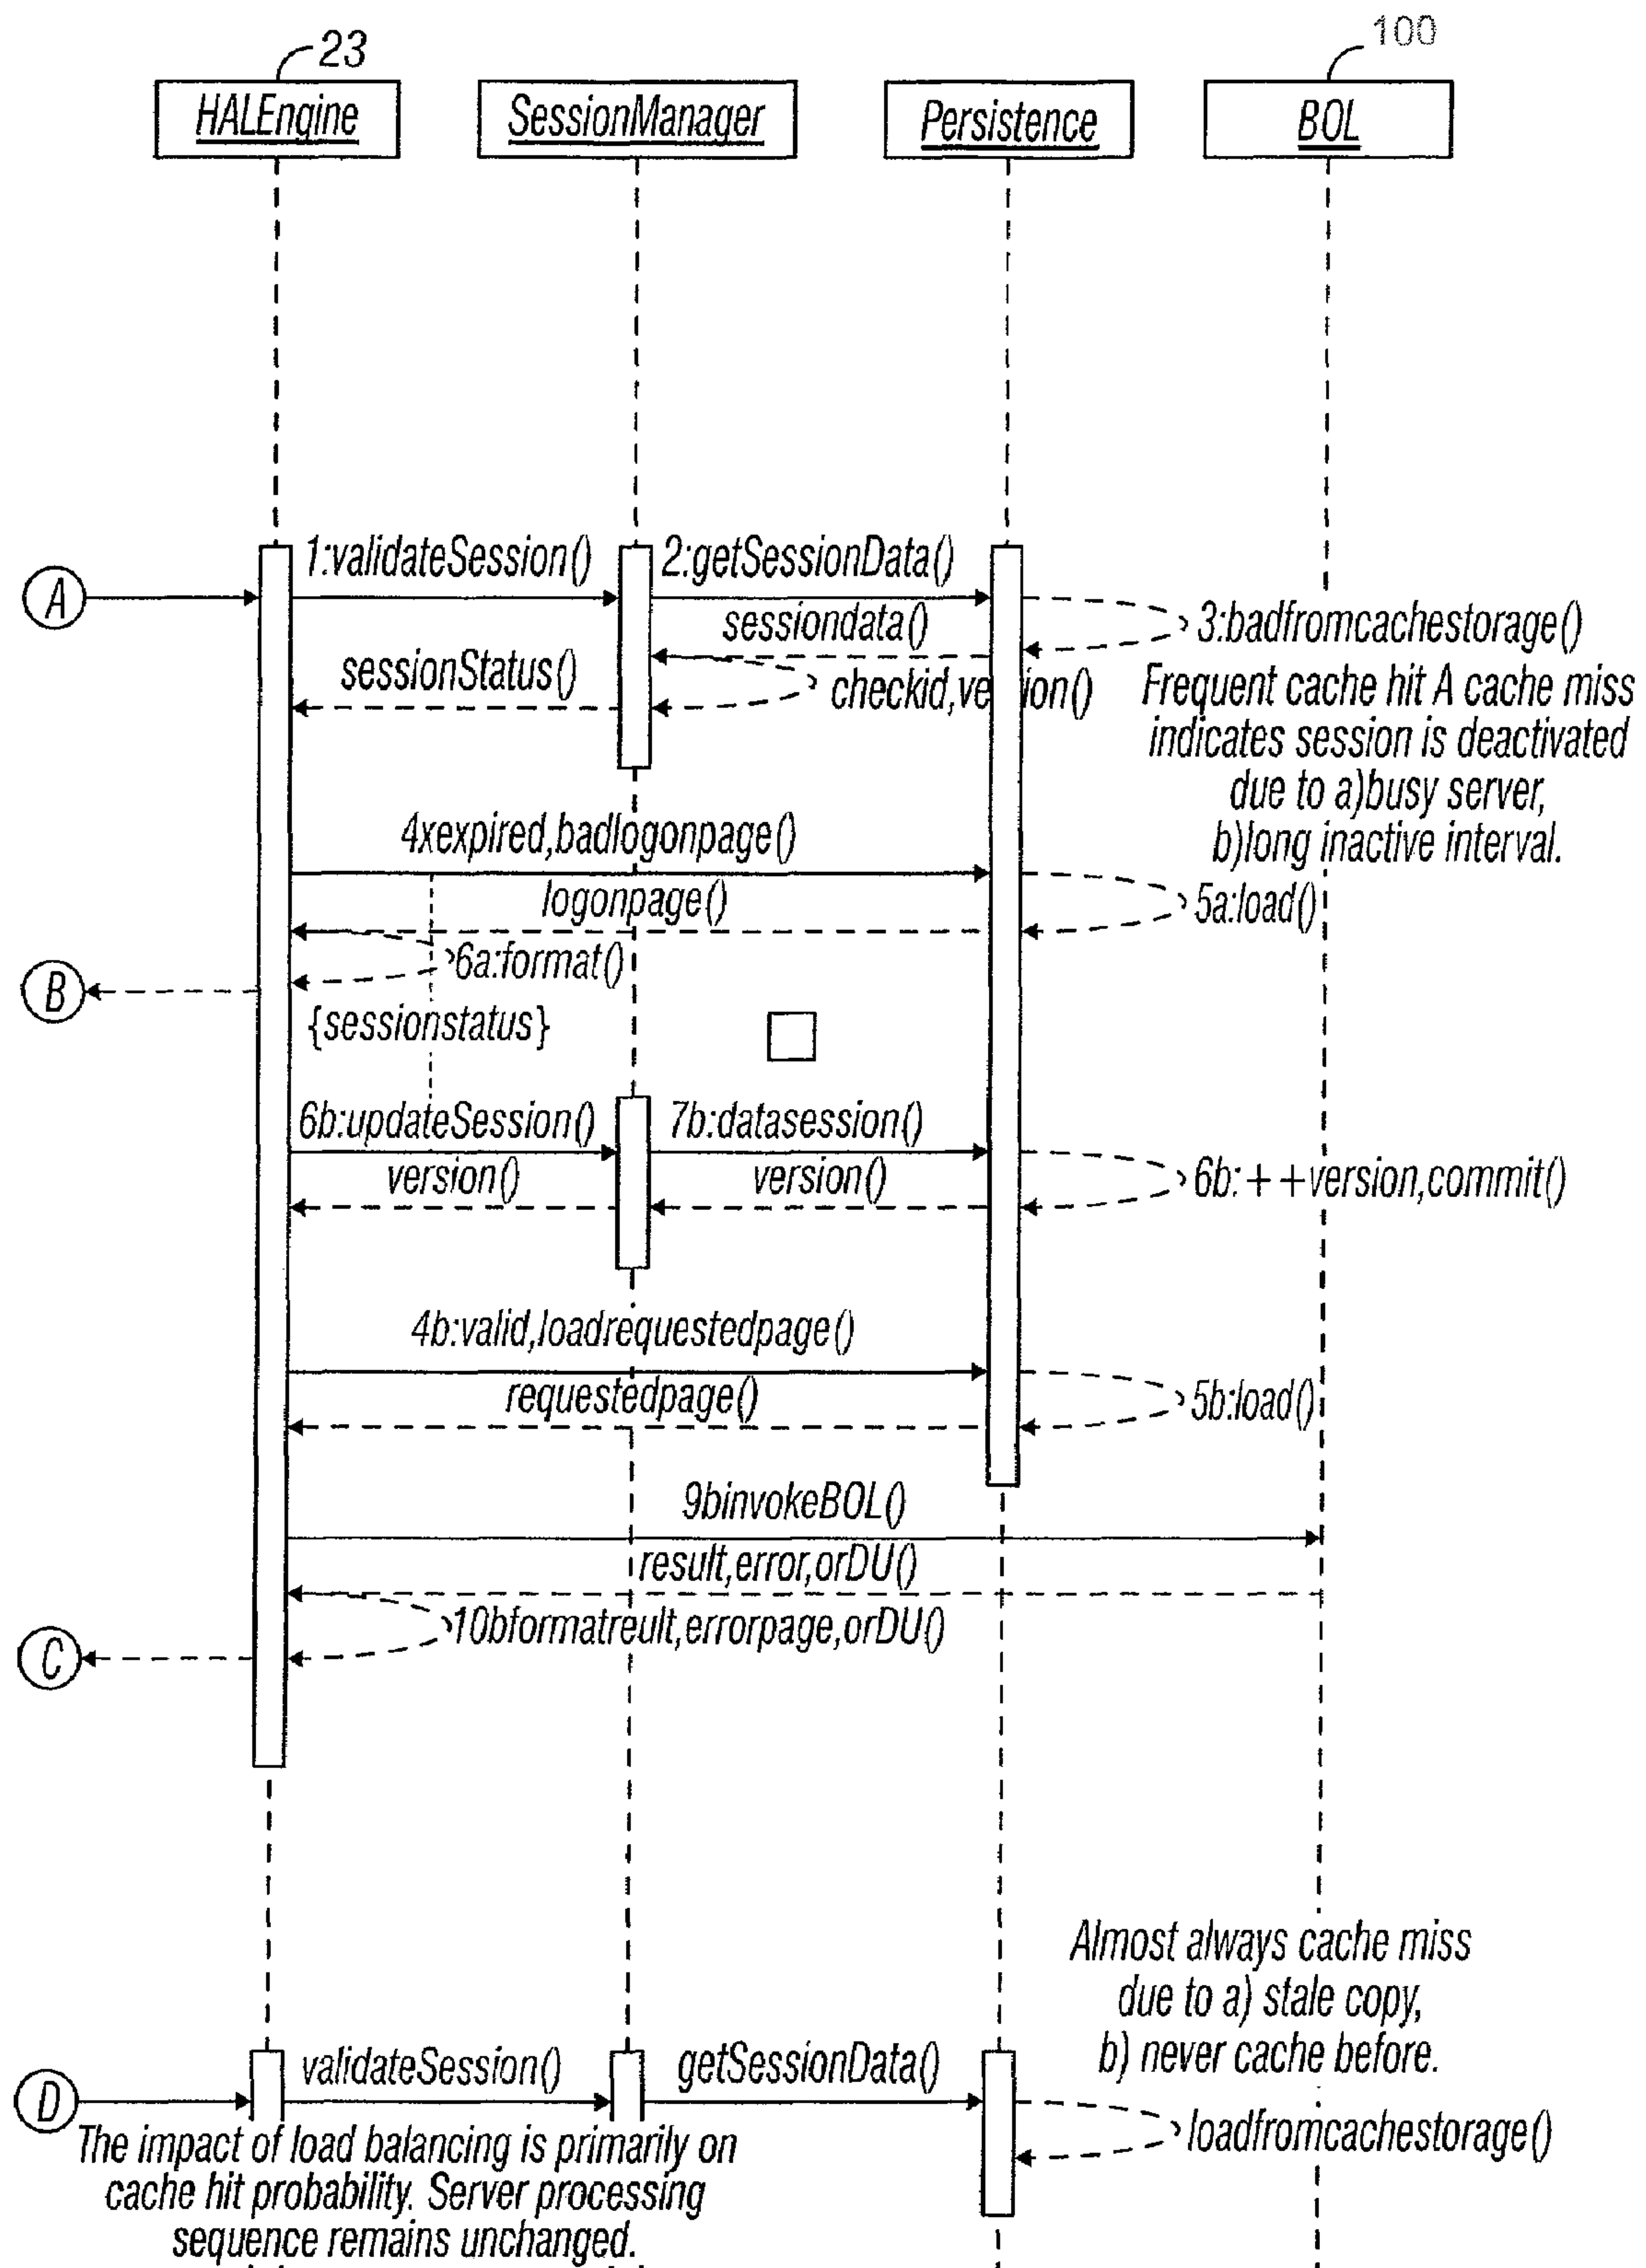 23
100
HALEngine
SessionManager
Persistence
BOL
1:validateSession()
2:getSessionData()
A
sessiondata()
3:badfromcachestorage()
sessionStatus()
checkid,ve ion()
Frequent cache hit A cache miss
indicates session is deactivated
due to a)busy server,
b)long inactive interval.
4xexpired,badlogonpage()
logonpage()
5a:load()
6a:format()
B
{sessionstatus}
6b:updateSession()
7b:datasession()
version()
version()
6b:++version,commit()
4b:valid,loadrequestedpage()
requestedpage()
5b:load()
9binvokeBOL()
result,error,orDU()
10bformatreult,errorpage,orDU()
C
Almost always cache miss
due to a) stale copy,
b) never cache before.
validateSession()
getSessionData()
D
loadfromcachestorage()
The impact of load balancing is primarily on
cache hit probability. Server processing
sequence remains unchanged.